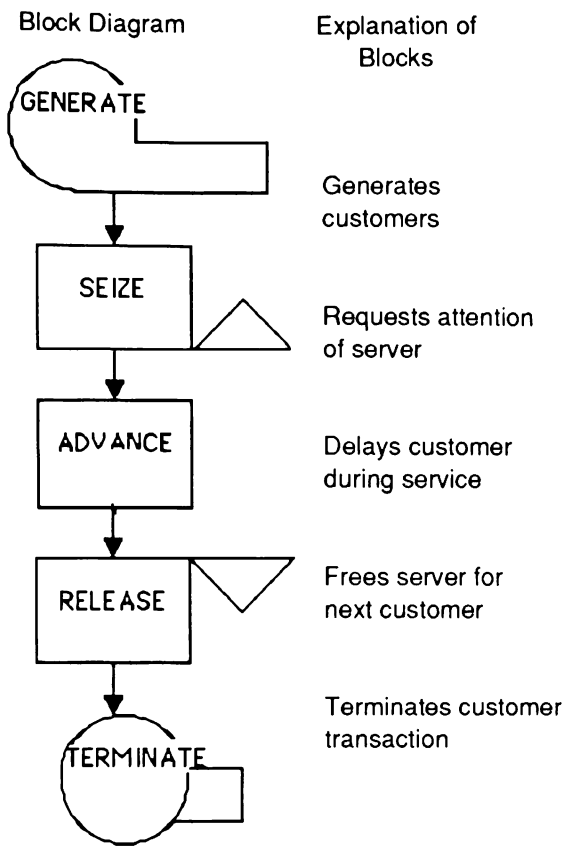 Block Diagram
Explanation of
Blocks
GENERATE
Generates
customers
SEIZE
Requests attention
of server
ADVANCE
Delays customer
during service
RELEASE
Frees server for
next customer
TERMINATE
Terminates customer
transaction